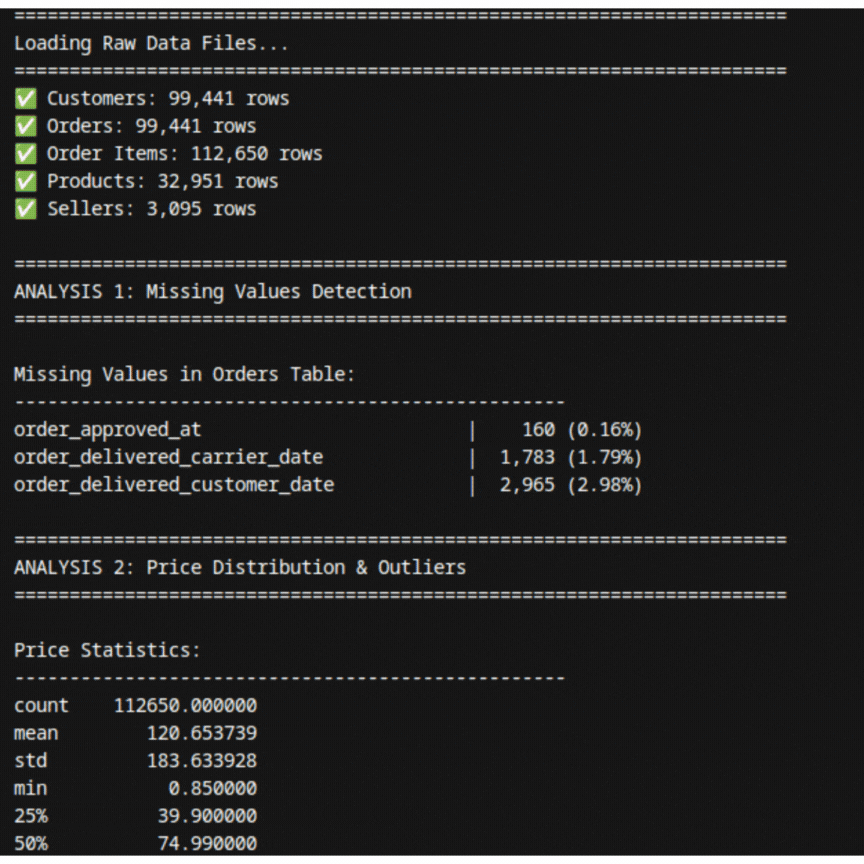 ======================================================================
Loading Raw Data Files...
======================================================================
✅ Customers: 99,441 rows
✅ Orders: 99,441 rows
✅ Order Items: 112,650 rows
✅ Products: 32,951 rows
✅ Sellers: 3,095 rows
======================================================================
ANALYSIS 1: Missing Values Detection
======================================================================
Missing Values in Orders Table:
--------------------------------------------------
order_approved_at                        |    160 (0.16%)
order_delivered_carrier_date             |  1,783 (1.79%)
order_delivered_customer_date            |  2,965 (2.98%)
======================================================================
ANALYSIS 2: Price Distribution & Outliers
======================================================================
Price Statistics:
--------------------------------------------------
count    112650.000000
mean        120.653739
std         183.633928
min           0.850000
25%          39.900000
50%          74.990000